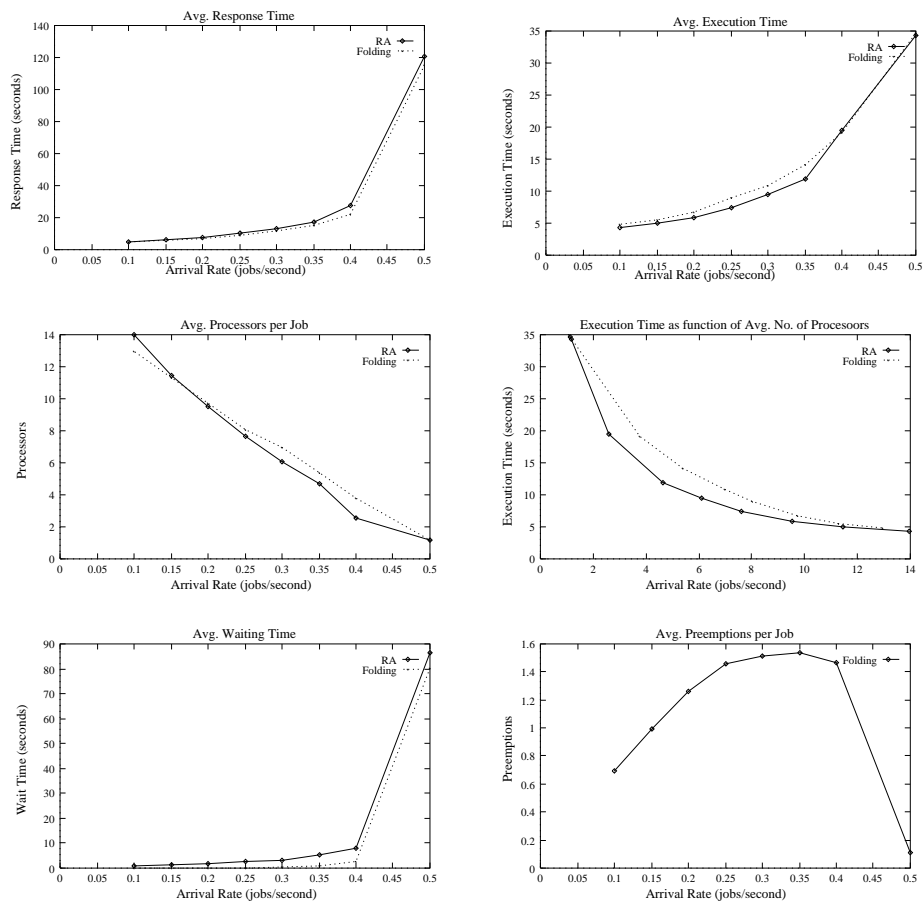 Avg. Response Time
140
120
100
80
60
40
20
0
Response Time (seconds)
RA
Folding
0 0.05 0.1 0.15 0.2 0.25 0.3 0.35 0.4 0.45 0.5
Arrival Rate (jobs/second)
Avg. Execution Time
35
30
25
20
15
10
5
0
Execution Time (seconds)
RA
Folding
0 0.05 0.1 0.15 0.2 0.25 0.3 0.35 0.4 0.45 0.5
Arrival Rate (jobs/second)
Avg. Processors per Job
14
12
10
8
6
4
2
0
Processors
RA
Folding
0 0.05 0.1 0.15 0.2 0.25 0.3 0.35 0.4 0.45 0.5
Arrival Rate (jobs/second)
Execution Time as function of Avg. No. of Procesoors
35
30
25
20
15
10
5
0
Execution Time (seconds)
RA
Folding
0 2 4 6 8 10 12 14
Arrival Rate (jobs/second)
Avg. Waiting Time
90
80
70
60
50
40
30
20
10
0
Wait Time (seconds)
RA
Folding
0 0.05 0.1 0.15 0.2 0.25 0.3 0.35 0.4 0.45 0.5
Arrival Rate (jobs/second)
Avg. Preemptions per Job
1.6
1.4
1.2
1
0.8
0.6
0.4
0.2
0
Preemptions
Folding
0 0.05 0.1 0.15 0.2 0.25 0.3 0.35 0.4 0.45 0.5
Arrival Rate (jobs/second)